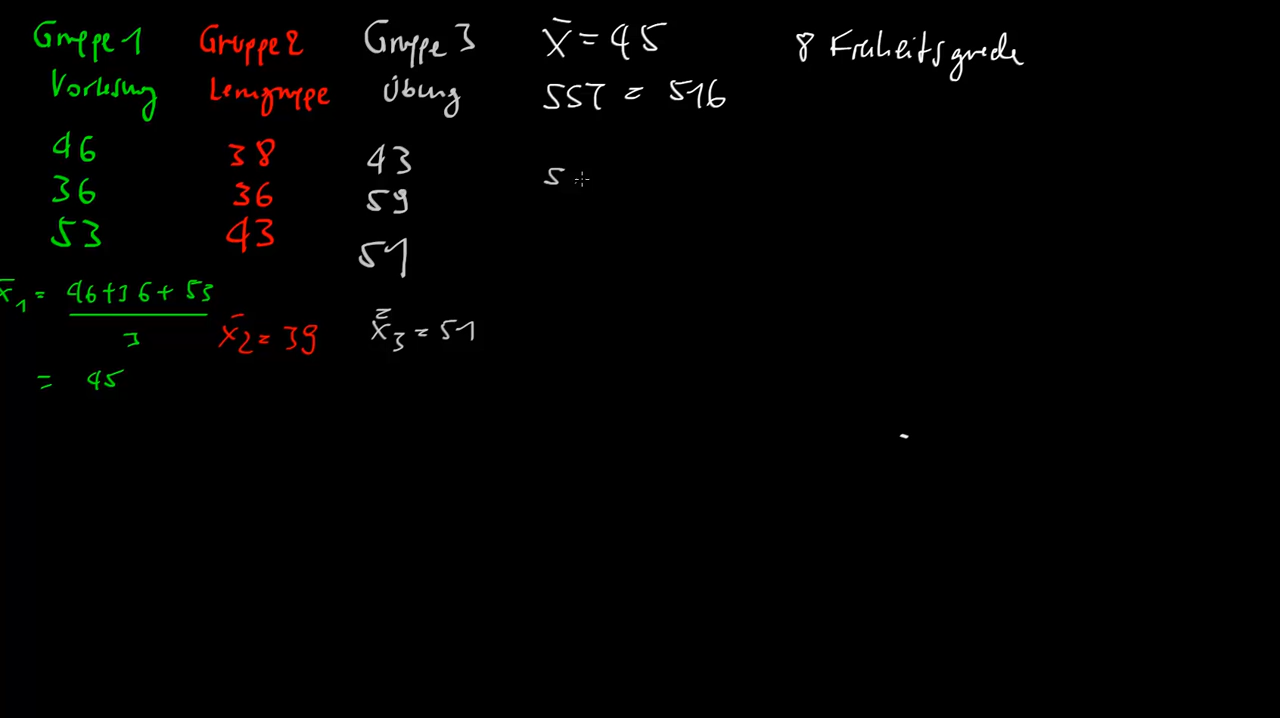 Gruppe 1
Vorlesung
46
36
53
x̄₁ = 46+36+53
3
= 45
Gruppe 2
Lerngruppe
38
36
43
x̄₂ = 39
Gruppe 3
Übung
43
59
51
x̄₃ = 51
x̄ = 45
SST = 516
S
8 Freiheitsgrade